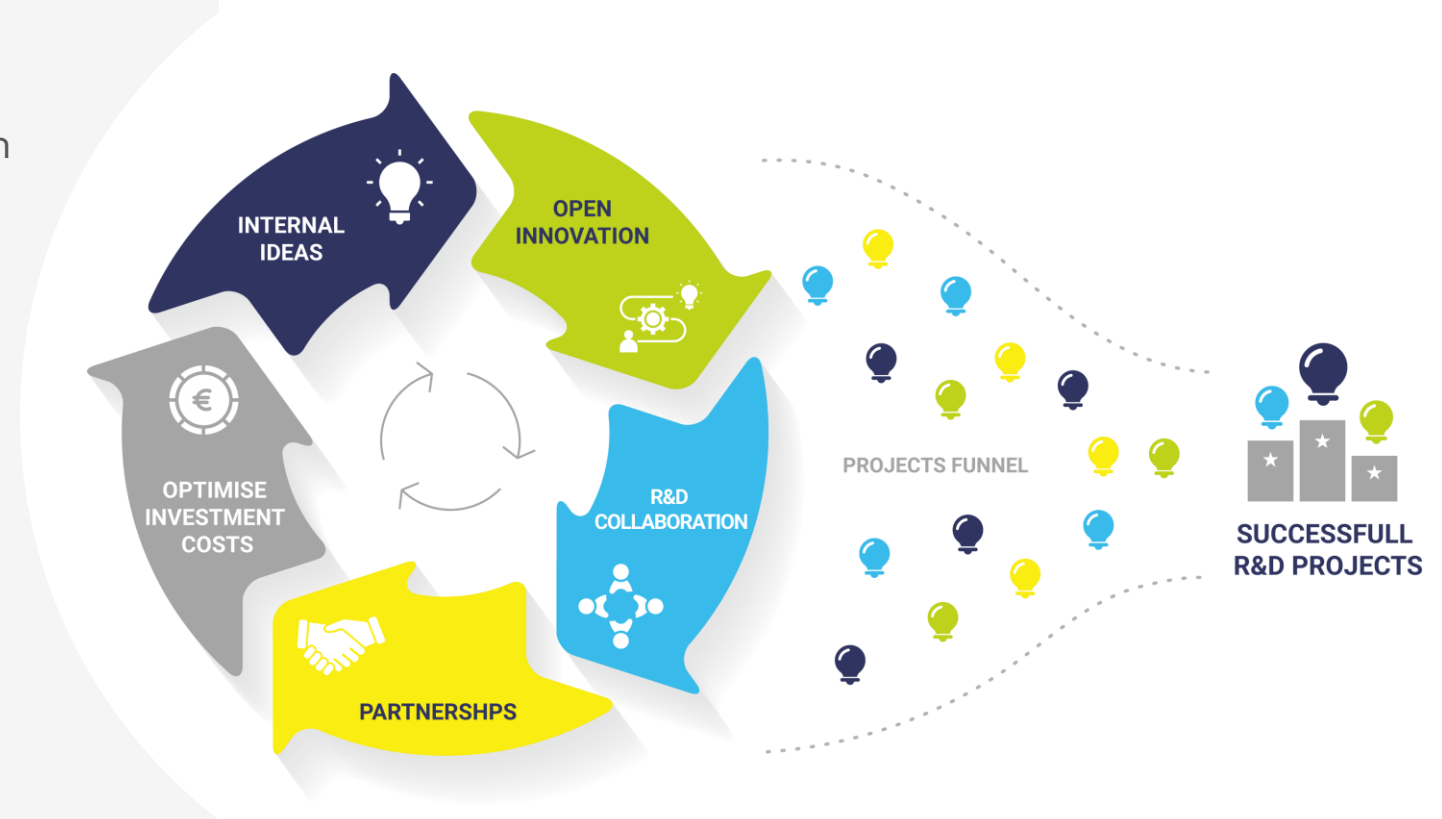 n
INTERNAL
IDEAS
OPEN
INNOVATION
€
OPTIMISE
INVESTMENT
COSTS
R&D
COLLABORATION
PARTNERSHPS
PROJECTS FUNNEL
SUCCESSFULL
R&D PROJECTS